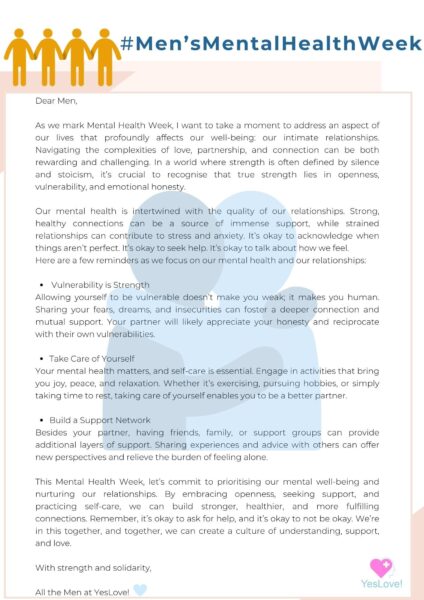 #Men'sMentalHealthWeek
Dear Men,
As we mark Mental Health Week, I want to take a moment to address an aspect of
our lives that profoundly affects our well-being: our intimate relationships.
Navigating the complexities of love, partnership, and connection can be both
rewarding and challenging. In a world where strength is often defined by silence
and stoicism, it's crucial to recognise that true strength lies in openness,
vulnerability, and emotional honesty.
Our mental health is intertwined with the quality of our relationships. Strong,
healthy connections can be a source of immense support, while strained
relationships can contribute to stress and anxiety. It's okay to acknowledge when
things aren't perfect. It's okay to seek help. It's okay to talk about how we feel.
Here are a few reminders as we focus on our mental health and our relationships:
• Vulnerability is Strength
Allowing yourself to be vulnerable doesn't make you weak; it makes you human.
Sharing your fears, dreams, and insecurities can foster a deeper connection and
mutual support. Your partner will likely appreciate your honesty and reciprocate
with their own vulnerabilities.
• Take Care of Yourself
Your mental health matters, and self-care is essential. Engage in activities that bring
you joy, peace, and relaxation. Whether it's exercising, pursuing hobbies, or simply
taking time to rest, taking care of yourself enables you to be a better partner.
• Build a Support Network
Besides your partner, having friends, family, or support groups can provide
additional layers of support. Sharing experiences and advice with others can offer
new perspectives and relieve the burden of feeling alone.
This Mental Health Week, let's commit to prioritising our mental well-being and
nurturing our relationships. By embracing openness, seeking support, and
practicing self-care, we can build stronger, healthier, and more fulfilling
connections. Remember, it's okay to ask for help, and it's okay to not be okay. We're
in this together, and together, we can create a culture of understanding, support,
and love.
With strength and solidarity,
All the Men at YesLove!
YesLove!